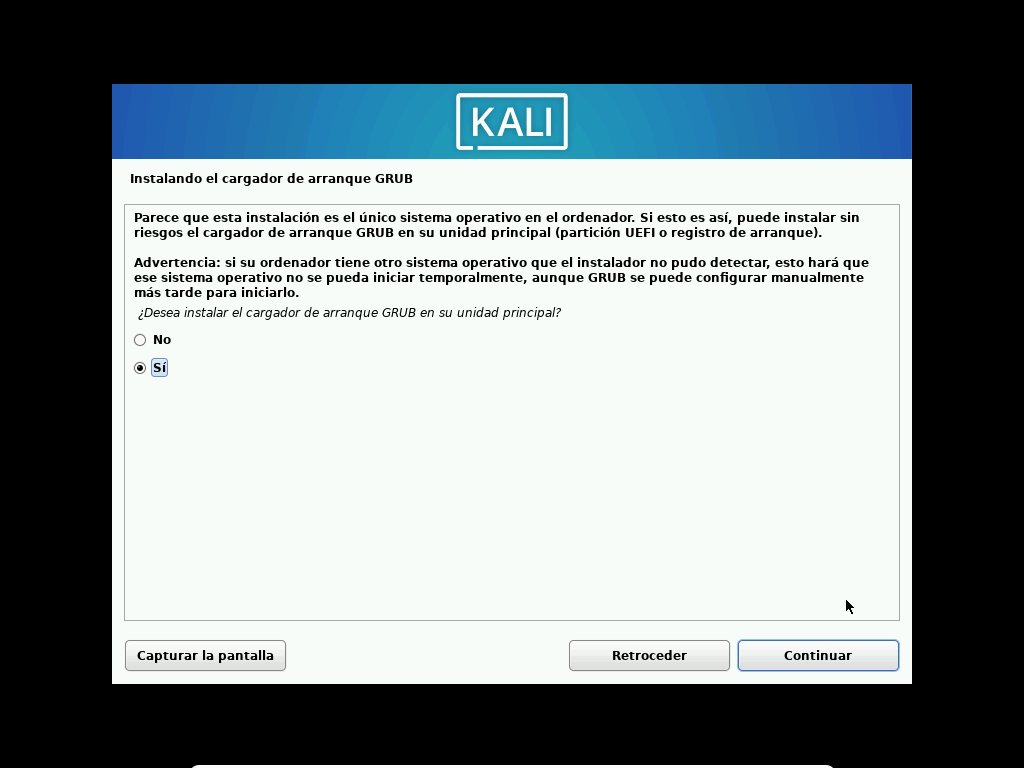 KALI
Instalando el cargador de arranque GRUB
Parece que esta instalación es el único sistema operativo en el ordenador. Si esto es así, puede instalar sin
riesgos el cargador de arranque GRUB en su unidad principal (partición UEFI o registro de arranque).
Advertencia: si su ordenador tiene otro sistema operativo que el instalador no pudo detectar, esto hará que
ese sistema operativo no se pueda iniciar temporalmente, aunque GRUB se puede configurar manualmente
más tarde para iniciarlo.
¿Desea instalar el cargador de arranque GRUB en su unidad principal?
No
Sí
Capturar la pantalla
Retroceder
Continuar